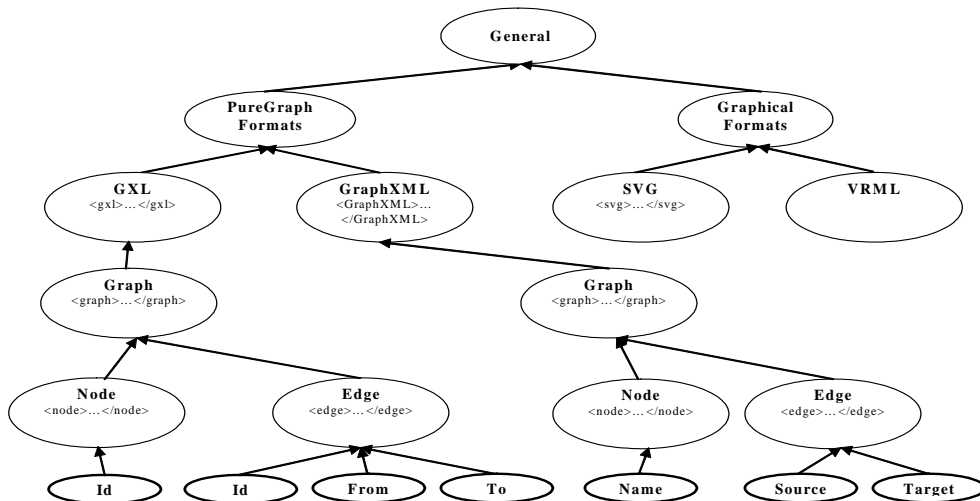 General
PureGraph
Formats
Graphical
Formats
GXL
<gxl>...</gxl>
GraphXML
<GraphXML>...
</GraphXML>
SVG
<svg>...</svg>
VRML
Graph
<graph>...</graph>
Graph
<graph>...</graph>
Node
<node>...</node>
Edge
<edge>...</edge>
Node
<node>...</node>
Edge
<edge>...</edge>
Id
Id
From
To
Name
Source
Target